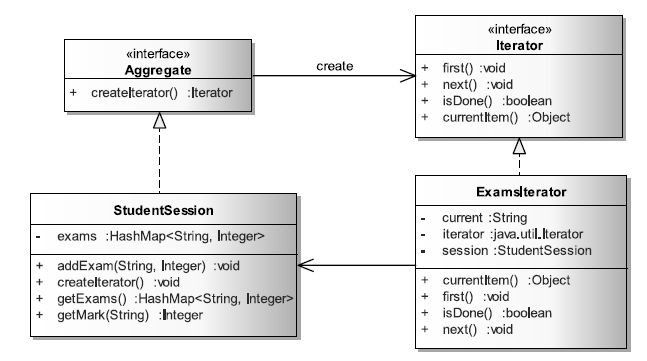 «interface»
Aggregate
+ createIterator() :Iterator
create
«interface»
Iterator
+ first() :void
+ next() :void
+ isDone() :boolean
+ currentItem() :Object
StudentSession
- exams :HashMap<String, Integer>
+ addExam(String, Integer) :void
+ createIterator() :void
+ getExams() :HashMap<String, Integer>
+ getMark(String) :Integer
ExamsIterator
- current :String
- iterator :java.util.Iterator
- session :StudentSession
+ currentItem() :Object
+ first() :void
+ isDone() :boolean
+ next() :void